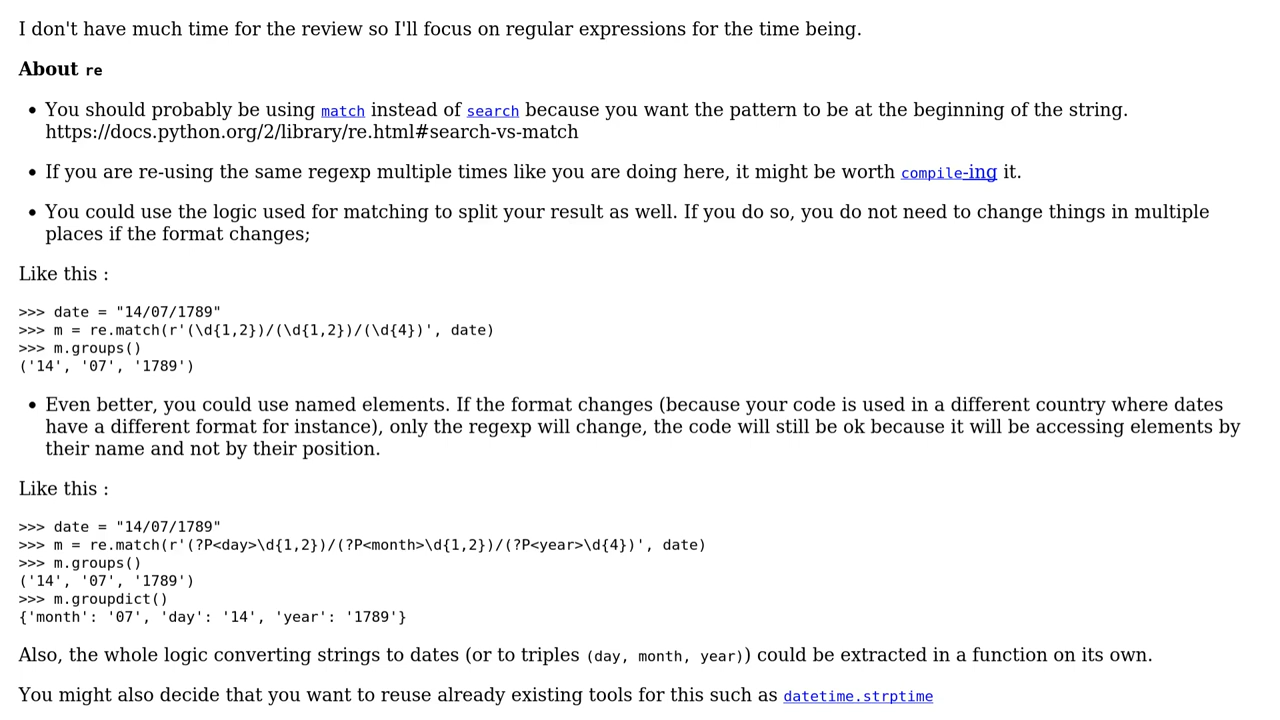 I don't have much time for the review so I'll focus on regular expressions for the time being.
About re
• You should probably be using match instead of search because you want the pattern to be at the beginning of the string.
https://docs.python.org/2/library/re.html#search-vs-match
• If you are re-using the same regexp multiple times like you are doing here, it might be worth compile-ing it.
• You could use the logic used for matching to split your result as well. If you do so, you do not need to change things in multiple
places if the format changes;
Like this :
>>> date = "14/07/1789"
>>> m = re.match(r'(\d{1,2})/(\d{1,2})/(\d{4})', date)
>>> m.groups()
('14', '07', '1789')
• Even better, you could use named elements. If the format changes (because your code is used in a different country where dates
have a different format for instance), only the regexp will change, the code will still be ok because it will be accessing elements by
their name and not by their position.
Like this :
>>> date = "14/07/1789"
>>> m = re.match(r'(?P<day>\d{1,2})/(?P<month>\d{1,2})/(?P<year>\d{4})', date)
>>> m.groups()
('14', '07', '1789')
>>> m.groupdict()
{'month': '07', 'day': '14', 'year': '1789'}
Also, the whole logic converting strings to dates (or to triples (day, month, year)) could be extracted in a function on its own.
You might also decide that you want to reuse already existing tools for this such as datetime.strptime